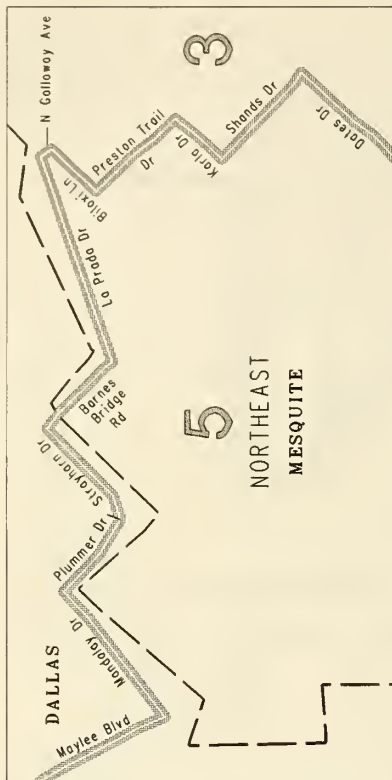 N Galloway Ave
3
Biloxi Ln
Preston Trail
Dr
Karla Dr
Shands Dr
Oates Dr
La Prada Dr
Barnes
Bridge
Rd
Strayhorn Dr
Plummer Dr
Mandalay Dr
Maylee Blvd
DALLAS
5
NORTHEAST
MESQUITE